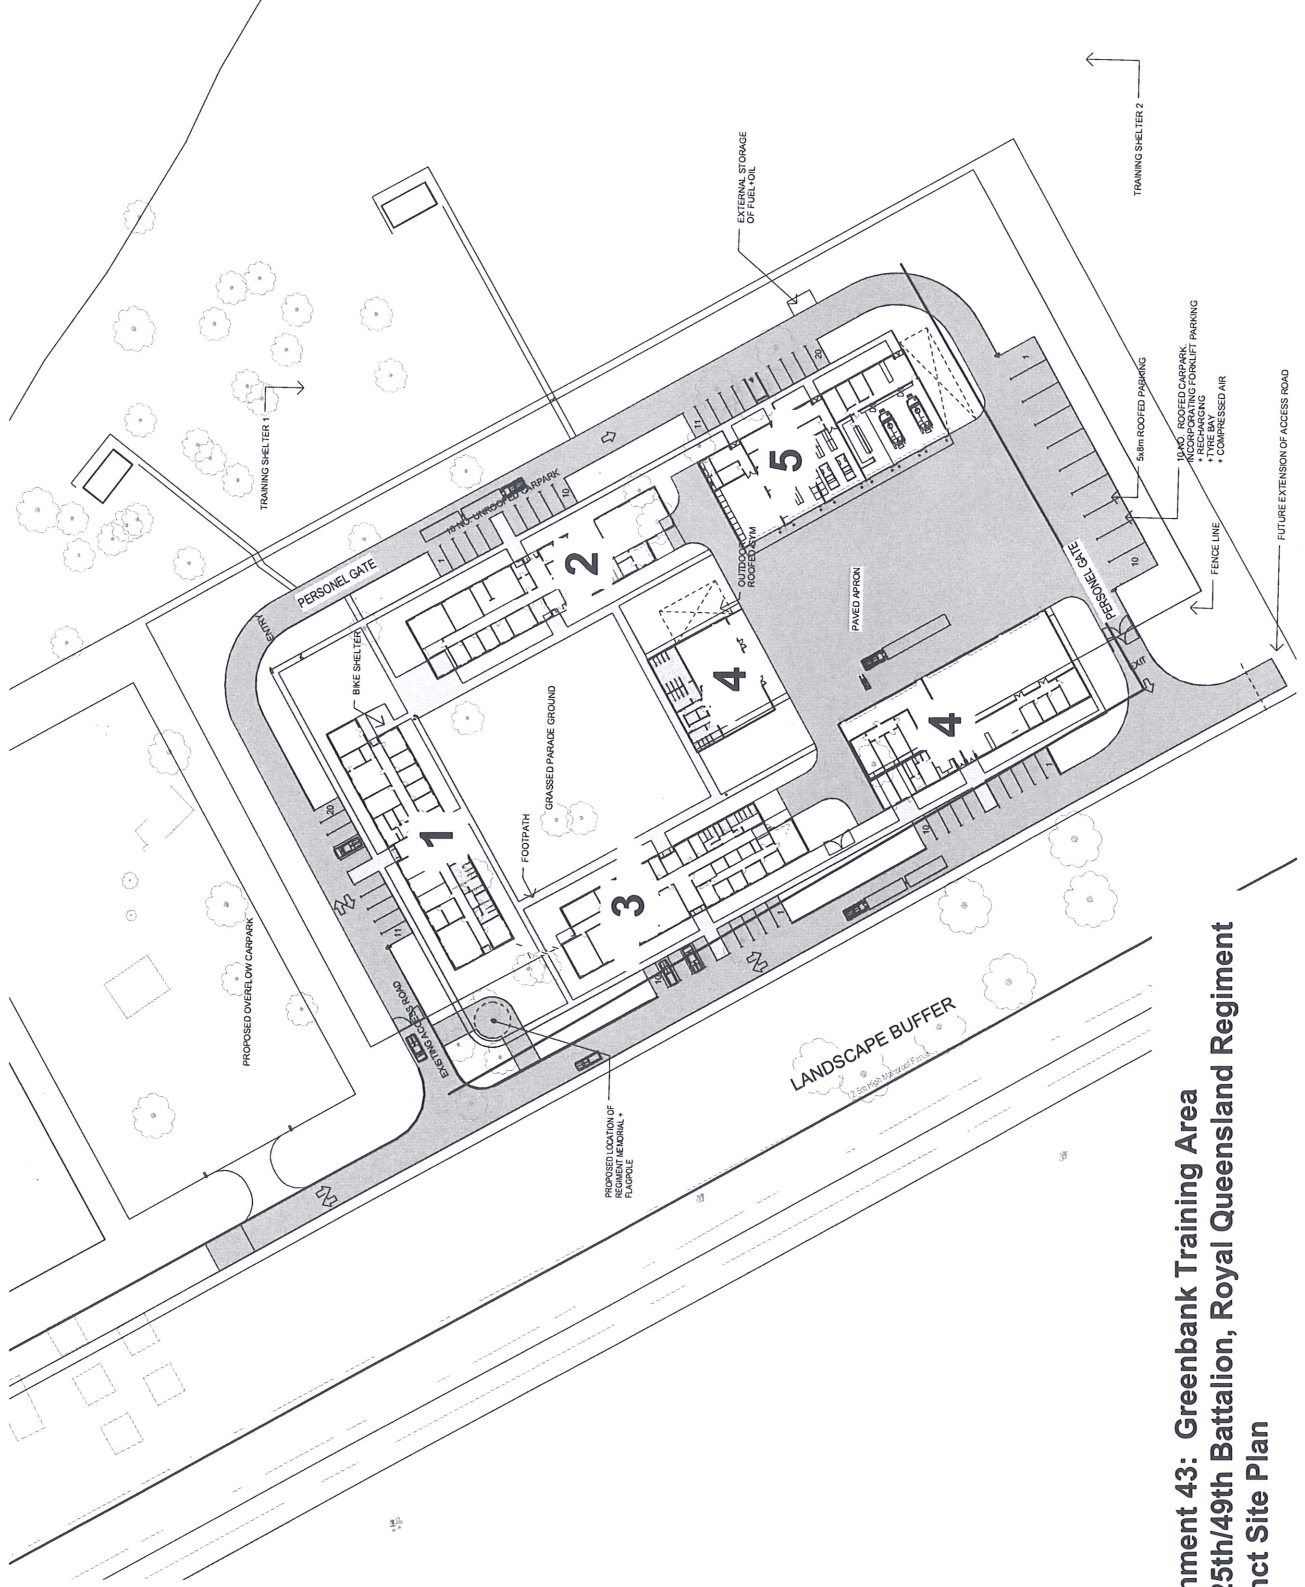 TRAINING SHELTER 1
TRAINING SHELTER 2
EXTERNAL STORAGE
OF FUEL+OIL
PERSONEL GATE
ENTRY
10 NO. UNROOFED CARPARK
BIKE SHELTER
1
7
10
11
20
2
5
OUTDOOR
ROOFED GYM
4
PAVED APRON
1
20
11
GRASSED PARADE GROUND
FOOTPATH
3
4
10
1
7
10
PERSONEL GATE
EXIT
1
10
5x8m ROOFED PARKING
10 NO. ROOFED CARPARK.
INCORPORATING FORKLIFT PARKING
+ RECHARGING
+ TYRE BAY
+ COMPRESSED AIR
FENCE LINE
FUTURE EXTENSION OF ACCESS ROAD
PROPOSED OVERFLOW CARPARK
EXISTING ACCESS ROAD
PROPOSED LOCATION OF
REGIMENT MEMORIAL +
FLAGPOLE
LANDSCAPE BUFFER
nment 43: Greenbank Training Area
25th/49th Battalion, Royal Queensland Regiment
nct Site Plan